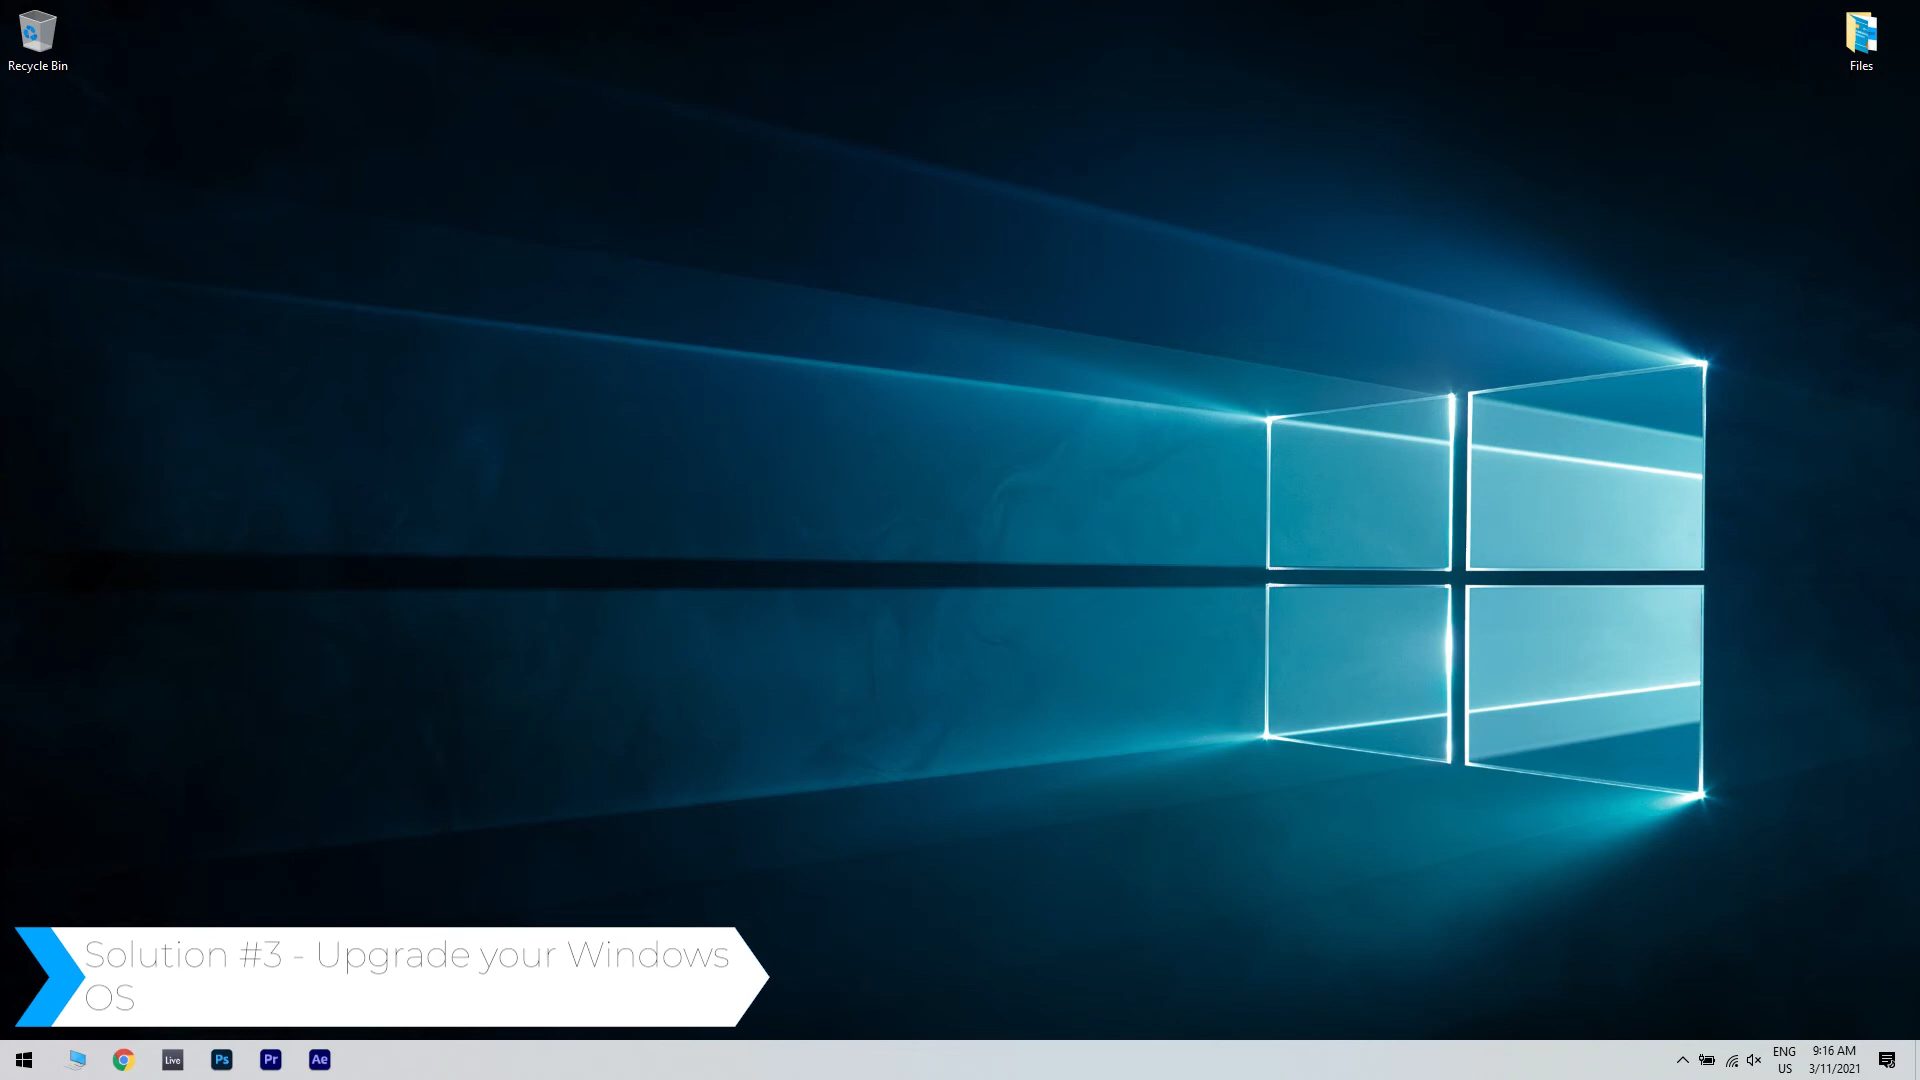 Recycle Bin
Files
Solution #3 - Upgrade your Windows
OS
Live
Ps
Pr
Ae
ENG
US
9:16 AM
3/11/2021